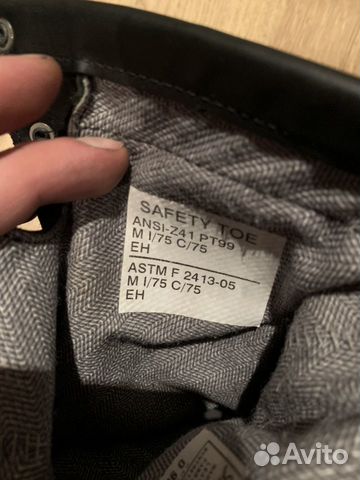 SAFETY TOE
ANSI-Z41 PT99
M I/75 C/75
EH
ASTM F 2413-05
M I/75 C/75
EH
Avito